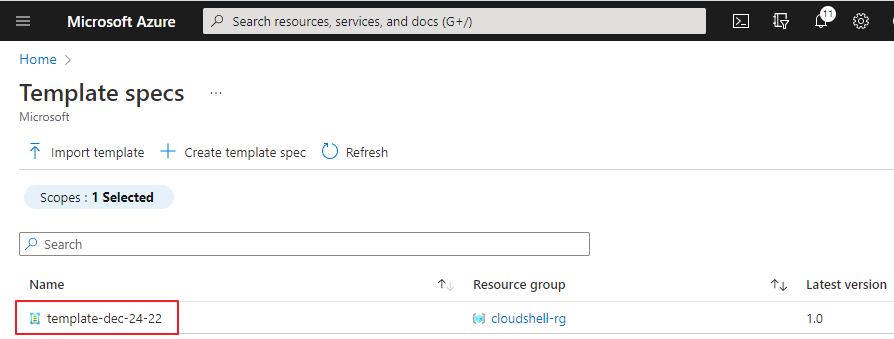 Microsoft Azure Search resources, services, and docs (G+/) 11
Home >
Template specs ...
Microsoft
Import template Create template spec Refresh
Scopes : 1 Selected
Search
Name ↑↓ Resource group ↑↓ Latest version
template-dec-24-22 cloudshell-rg 1.0